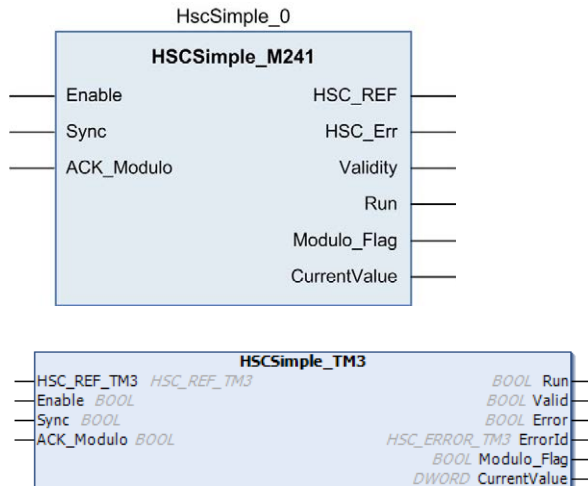 HscSimple_0
HSCSimple_M241
Enable HSC_REF
Sync HSC_Err
ACK_Modulo Validity
Run
Modulo_Flag
CurrentValue
HSCSimple_TM3
HSC_REF_TM3 HSC_REF_TM3 BOOL Run
Enable BOOL BOOL Valid
Sync BOOL BOOL Error
ACK_Modulo BOOL HSC_ERROR_TM3 ErrorId
BOOL Modulo_Flag
DWORD CurrentValue